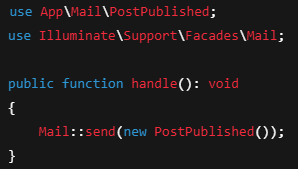 use App\Mail\PostPublished;
use Illuminate\Support\Facades\Mail;
public function handle(): void
{
    Mail::send(new PostPublished());
}